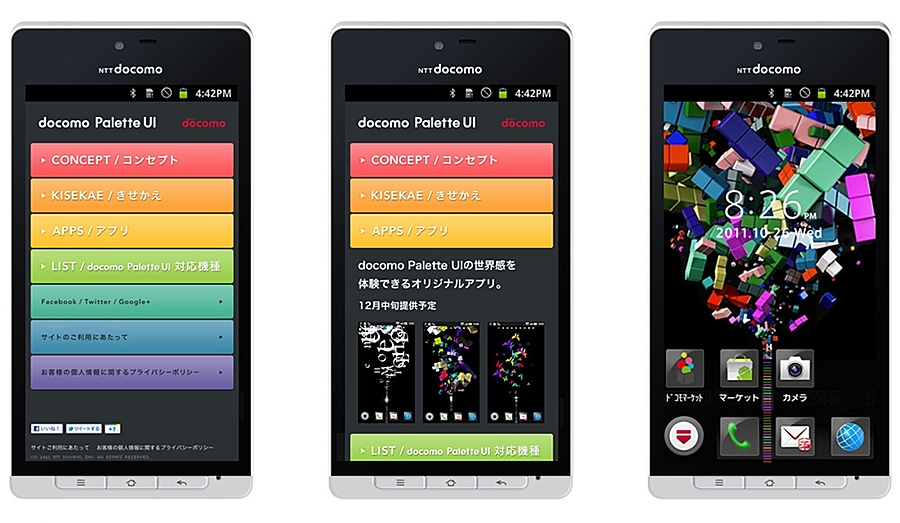 NTT docomo
4:42PM
docomo Palette UI
döcomo
CONCEPT / コンセプト
KISEKAE / きせかえ
APPS / アプリ
LIST / docomo Palette UI 対応機種
Facebook / Twitter / Google+
サイトのご利用にあたって
お客様の個人情報に関するプライバシーポリシー
いいね！
ツイートする
+1
サイトご利用にあたって お客様の個人情報に関するプライバシーポリシー
(C) 2011 NTT DOCOMO, INC. ALL RIGHTS RESERVED.
NTT docomo
4:42PM
docomo Palette UI
döcomo
CONCEPT / コンセプト
KISEKAE / きせかえ
APPS / アプリ
docomo Palette UIの世界感を
体験できるオリジナルアプリ。
12月中旬提供予定
LIST / docomo Palette UI 対応機種
NTT docomo
4:42PM
8:26 PM
2011.10-26 Wed
ドコモマーケット
マーケット
カメラ